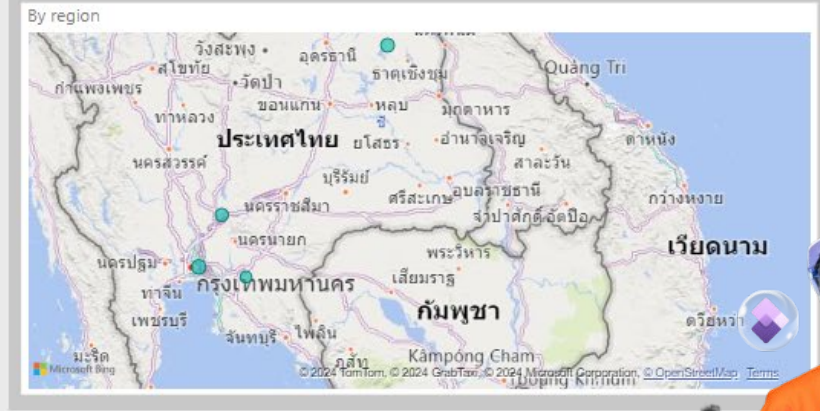 By region
วังสะพุง
อุดรธานี
สุโขทัย
ธาตุเชิงชุม
Quảng Trị
วัดป่า
กำแพงเพชร
ขอนแก่น
หลุบ
มุกดาหาร
ท่าหลวง
ประเทศไทย
ยโสธร
อำนาจเจริญ
ดาหนัง
นครสวรรค์
สาละวัน
บุรีรัมย์
ศรีสะเกษ
อุบลราชธานี
กว่างหงาย
นครราชสีมา
จำปาศักดิ์
อัตปือ
นครนายก
พระวิหาร
เวียดนาม
นครปฐม
กรุงเทพมหานคร
เสียมราฐ
ท่าจีน
กัมพูชา
เพชรบุรี
จันทบุรี
ไพลิน
มะริด
Kâmpóng Cham
Microsoft Bing
© 2024 TomTom, © 2024 GrabTaxi, © 2024 Microsoft Corporation, © OpenStreetMap Terms